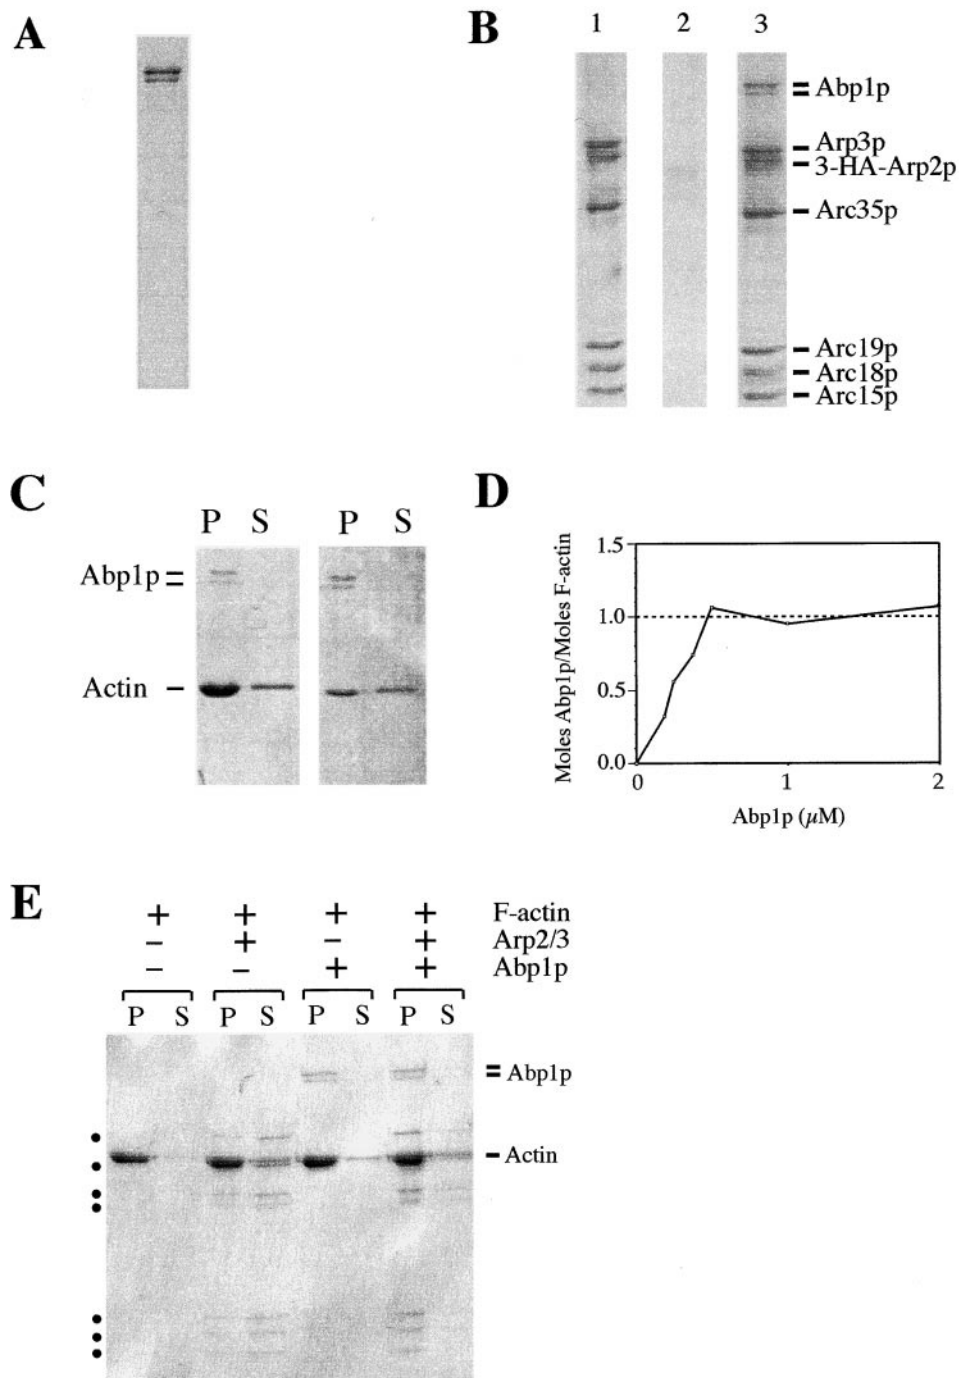 A
B
1 2 3
Abp1p
Arp3p
3-HA-Arp2p
Arc35p
Arc19p
Arc18p
Arc15p
C
P S P S
Abp1p
Actin
D
Moles Abp1p/Moles F-actin
1.5
1.0
0.5
0.0
0 1 2
Abp1p (μM)
E
+ + + + F-actin
− + − + Arp2/3
− − + + Abp1p
P S P S P S P S
Abp1p
Actin